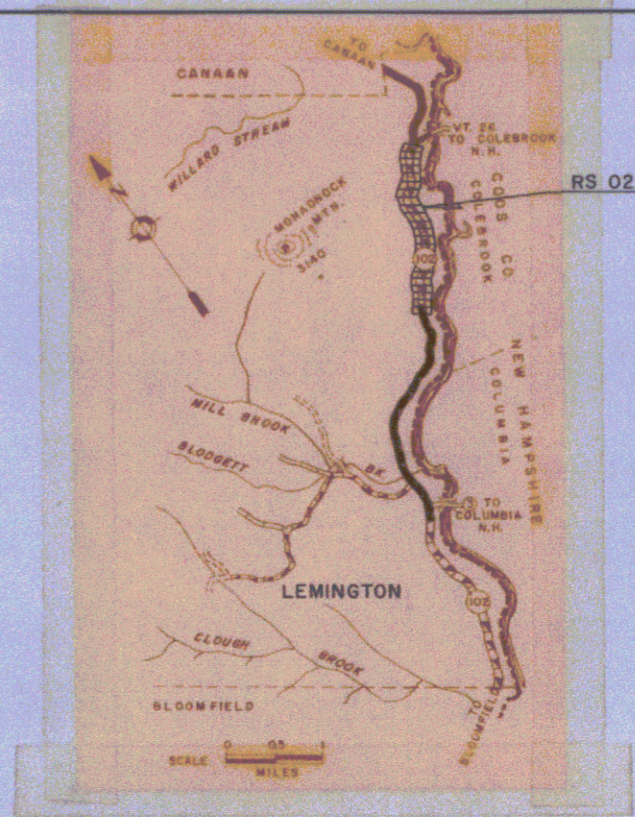 TO
CANAAN
CANAAN
WILLARD STREAM
VT. 26
TO COLEBROOK
N.H.
RS 02
N
MONADNOCK
MTN.
3140
COOS CO.
COLEBROOK
102
NEW HAMPSHIRE
COLUMBIA
MILL BROOK
BLODGETT
BK.
TO
COLUMBIA
N.H.
LEMINGTON
102
CLOUGH
BROOK
BLOOMFIELD
TO
BLOOMFIELD
SCALE
0 0.5 1
MILES